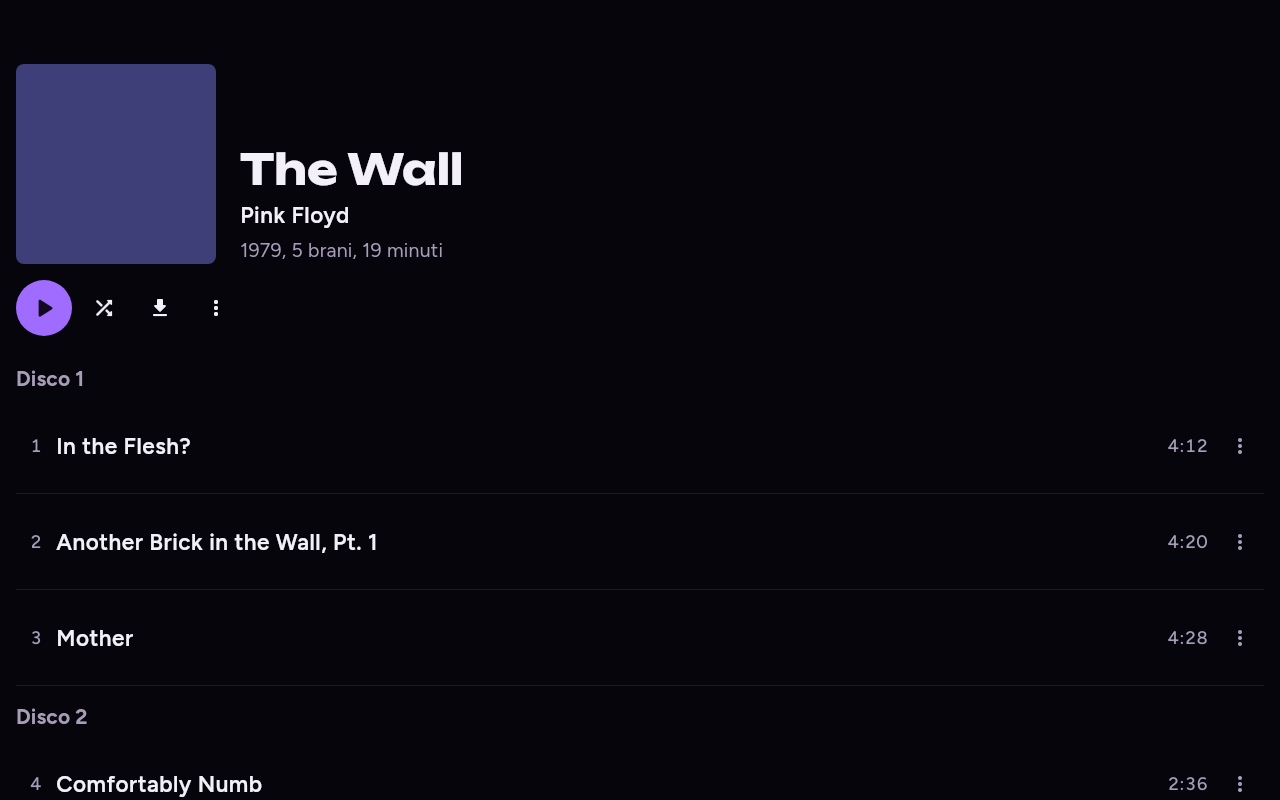 The Wall
Pink Floyd
1979, 5 brani, 19 minuti
Disco 1
1 In the Flesh? 4:12
2 Another Brick in the Wall, Pt. 1 4:20
3 Mother 4:28
Disco 2
4 Comfortably Numb 2:36